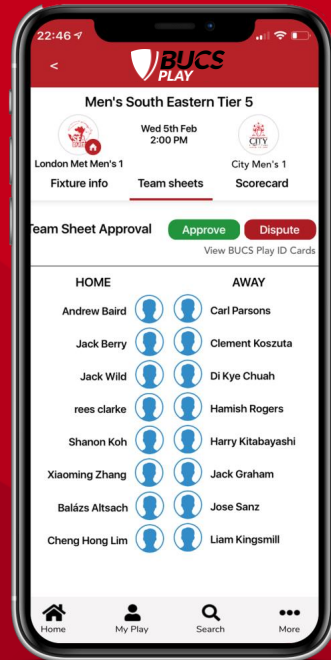 22:46
BUCS
PLAY
<
Men's South Eastern Tier 5
Wed 5th Feb
2:00 PM
CITY
London Met Men's 1
City Men's 1
Fixture info Team sheets Scorecard
Team Sheet Approval Approve Dispute
View BUCS Play ID Cards
HOME AWAY
Andrew Baird Carl Parsons
Jack Berry Clement Koszuta
Jack Wild Di Kye Chuah
rees clarke Hamish Rogers
Shanon Koh Harry Kitabayashi
Xiaoming Zhang Jack Graham
Balázs Altsach Jose Sanz
Cheng Hong Lim Liam Kingsmill
Home My Play Search More